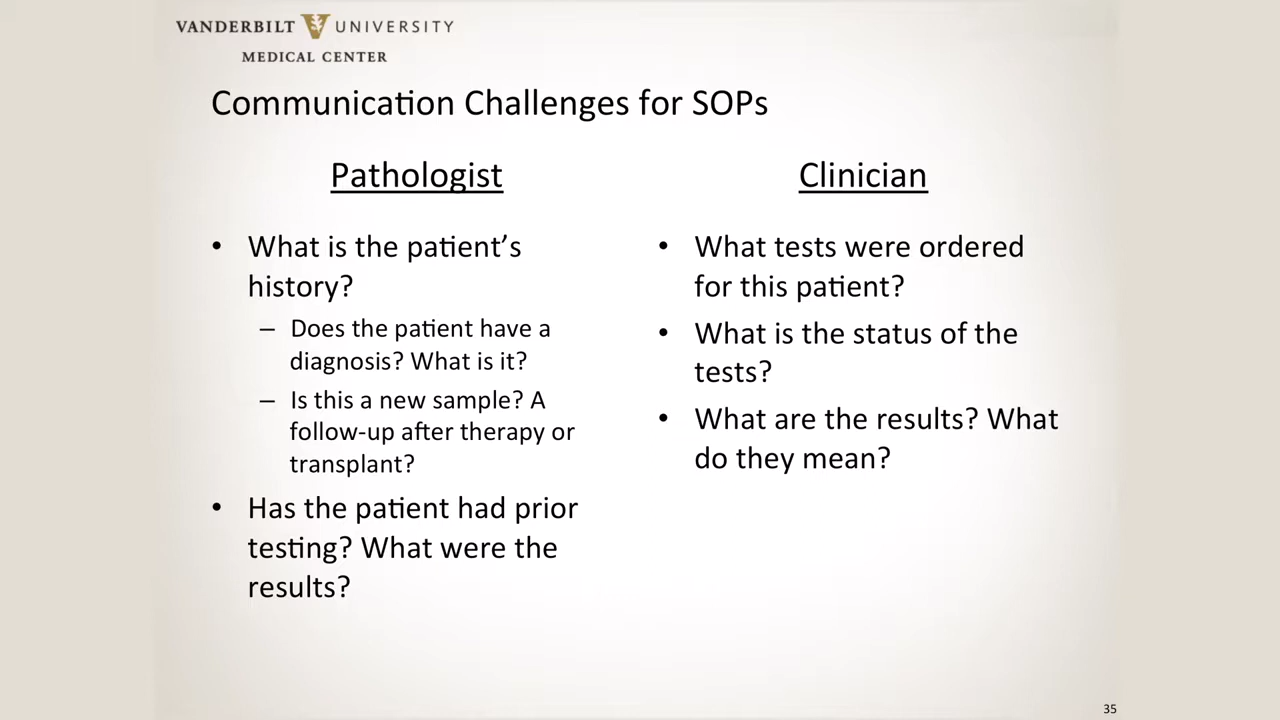 VANDERBILT UNIVERSITY
MEDICAL CENTER
Communication Challenges for SOPs
Pathologist
• What is the patient’s
history?
– Does the patient have a
diagnosis? What is it?
– Is this a new sample? A
follow-up after therapy or
transplant?
• Has the patient had prior
testing? What were the
results?
Clinician
• What tests were ordered
for this patient?
• What is the status of the
tests?
• What are the results? What
do they mean?
35